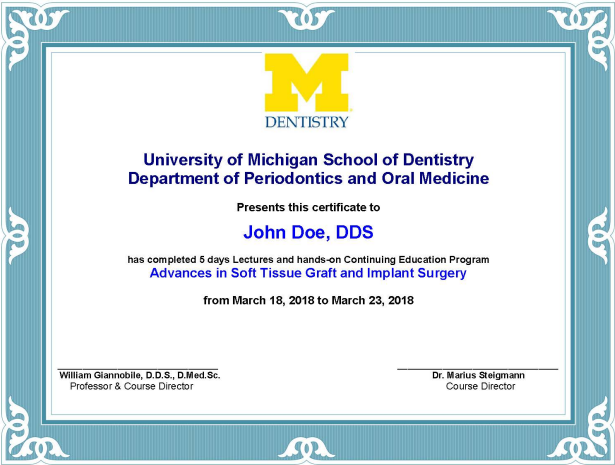 M
DENTISTRY
University of Michigan School of Dentistry
Department of Periodontics and Oral Medicine
Presents this certificate to
John Doe, DDS
has completed 5 days Lectures and hands-on Continuing Education Program
Advances in Soft Tissue Graft and Implant Surgery
from March 18, 2018 to March 23, 2018
William Giannobile, D.D.S., D.Med.Sc.
Professor & Course Director
Dr. Marius Steigmann
Course Director